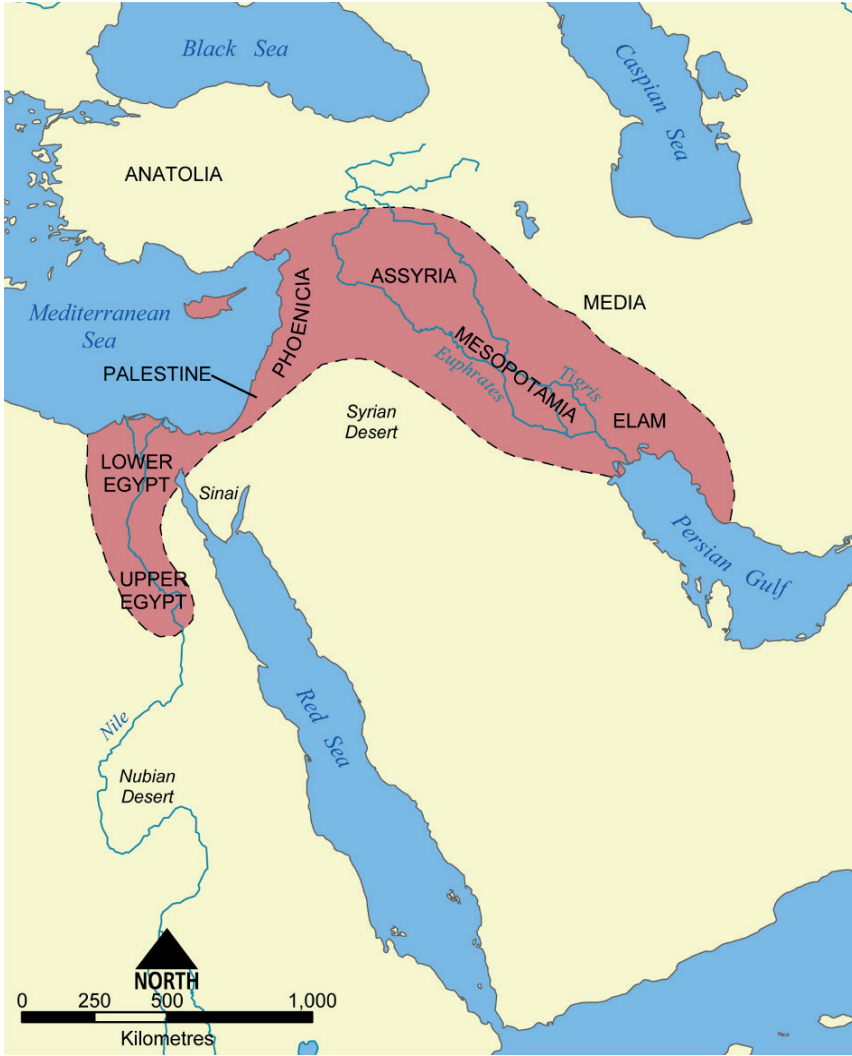 Black Sea
Caspian
Sea
ANATOLIA
ASSYRIA
PHOENICIA
MEDIA
Mediterranean
Sea
MESOPOTAMIA
Euphrates
Tigris
PALESTINE
Syrian
Desert
ELAM
LOWER
EGYPT
Sinai
Persian
Gulf
UPPER
EGYPT
Nile
Red Sea
Nubian
Desert
NORTH
0 250 500 1,000
Kilometres